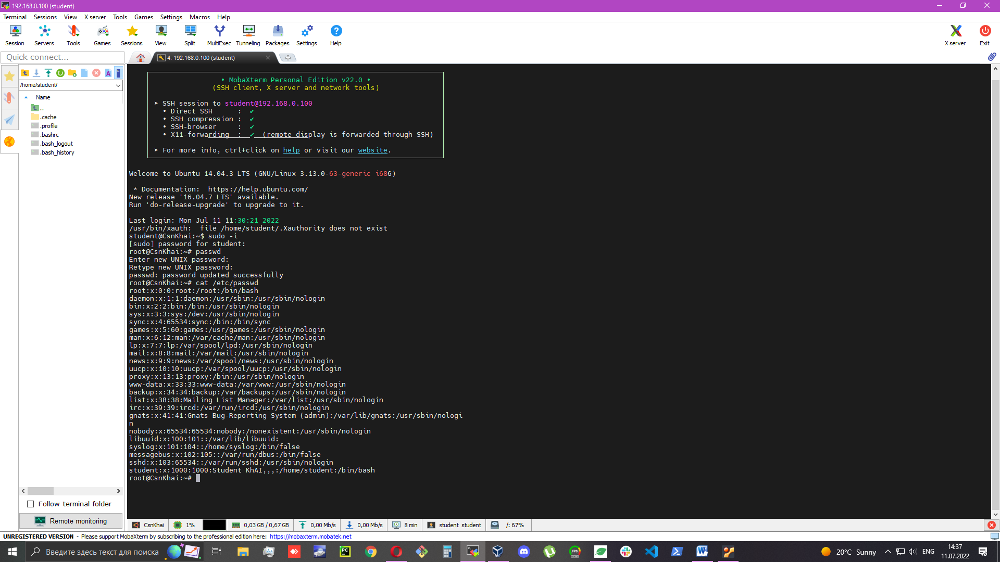 192.168.0.100 (student)
Terminal Sessions View X server Tools Games Settings Macros Help
Session Servers Tools Games Sessions View Split MultiExec Tunneling Packages Settings Help X server Exit
Quick connect...
4. 192.168.0.100 (student)
/home/student/
Name
..
.cache
.profile
.bashrc
.bash_logout
.bash_history
• MobaXterm Personal Edition v22.0 •
(SSH client, X server and network tools)
➤ SSH session to student@192.168.0.100
• Direct SSH : ✔
• SSH compression : ✔
• SSH-browser : ✔
• X11-forwarding : ✔ (remote display is forwarded through SSH)
➤ For more info, ctrl+click on help or visit our website.
Welcome to Ubuntu 14.04.3 LTS (GNU/Linux 3.13.0-63-generic i686)
* Documentation: https://help.ubuntu.com/
New release '16.04.7 LTS' available.
Run 'do-release-upgrade' to upgrade to it.
Last login: Mon Jul 11 11:30:21 2022
/usr/bin/xauth: file /home/student/.Xauthority does not exist
student@CsnKhai:~$ sudo -i
[sudo] password for student:
root@CsnKhai:~# passwd
Enter new UNIX password:
Retype new UNIX password:
passwd: password updated successfully
root@CsnKhai:~# cat /etc/passwd
root:x:0:0:root:/root:/bin/bash
daemon:x:1:1:daemon:/usr/sbin:/usr/sbin/nologin
bin:x:2:2:bin:/bin:/usr/sbin/nologin
sys:x:3:3:sys:/dev:/usr/sbin/nologin
sync:x:4:65534:sync:/bin:/bin/sync
games:x:5:60:games:/usr/games:/usr/sbin/nologin
man:x:6:12:man:/var/cache/man:/usr/sbin/nologin
lp:x:7:7:lp:/var/spool/lpd:/usr/sbin/nologin
mail:x:8:8:mail:/var/mail:/usr/sbin/nologin
news:x:9:9:news:/var/spool/news:/usr/sbin/nologin
uucp:x:10:10:uucp:/var/spool/uucp:/usr/sbin/nologin
proxy:x:13:13:proxy:/bin:/usr/sbin/nologin
www-data:x:33:33:www-data:/var/www:/usr/sbin/nologin
backup:x:34:34:backup:/var/backups:/usr/sbin/nologin
list:x:38:38:Mailing List Manager:/var/list:/usr/sbin/nologin
irc:x:39:39:ircd:/var/run/ircd:/usr/sbin/nologin
gnats:x:41:41:Gnats Bug-Reporting System (admin):/var/lib/gnats:/usr/sbin/nologi
n
nobody:x:65534:65534:nobody:/nonexistent:/usr/sbin/nologin
libuuid:x:100:101::/var/lib/libuuid:
syslog:x:101:104::/home/syslog:/bin/false
messagebus:x:102:105::/var/run/dbus:/bin/false
sshd:x:103:65534::/var/run/sshd:/usr/sbin/nologin
student:x:1000:1000:Student KhAI,,,:/home/student:/bin/bash
root@CsnKhai:~#
Follow terminal folder
Remote monitoring
CsnKhai 1% 0,03 GB / 0,67 GB 0,00 Mb/s 0,00 Mb/s 8 min student student /: 67%
UNREGISTERED VERSION - Please support MobaXterm by subscribing to the professional edition here: https://mobaxterm.mobatek.net
Введите здесь текст для поиска
20°C Sunny
ENG
14:37
11.07.2022